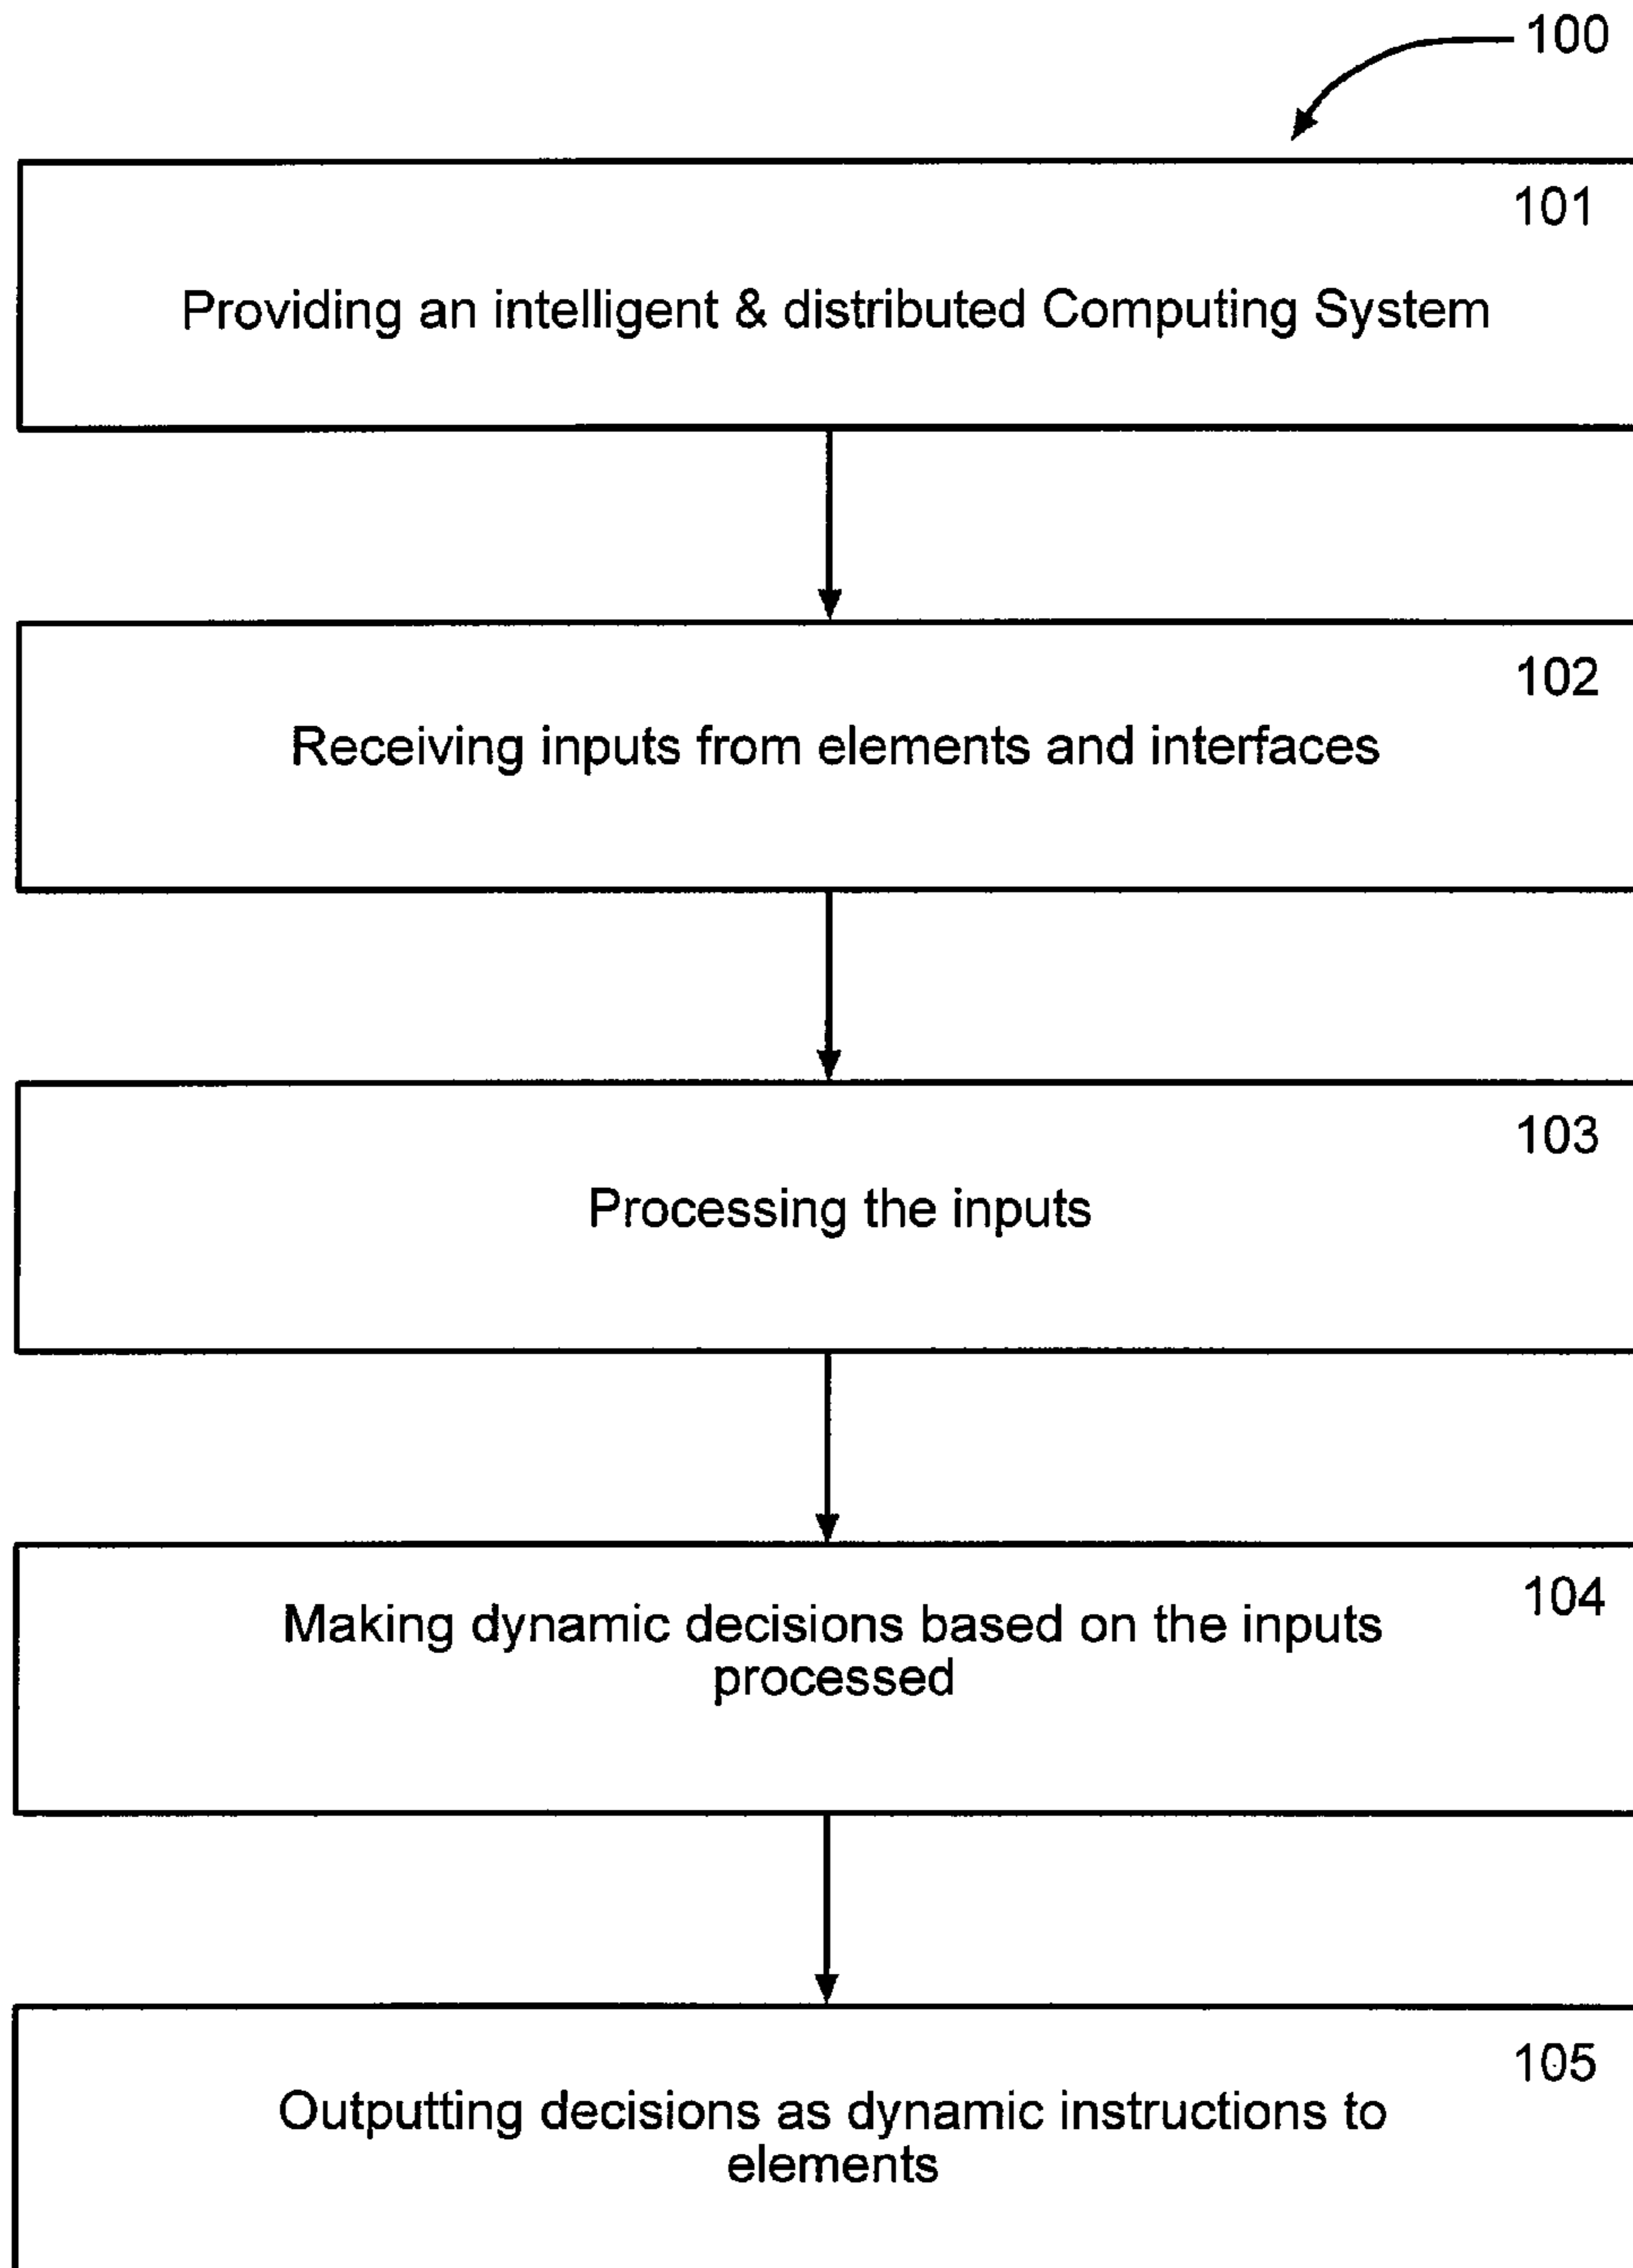 100
101
Providing an intelligent & distributed Computing System
102
Receiving inputs from elements and interfaces
103
Processing the inputs
104
Making dynamic decisions based on the inputs
processed
105
Outputting decisions as dynamic instructions to
elements